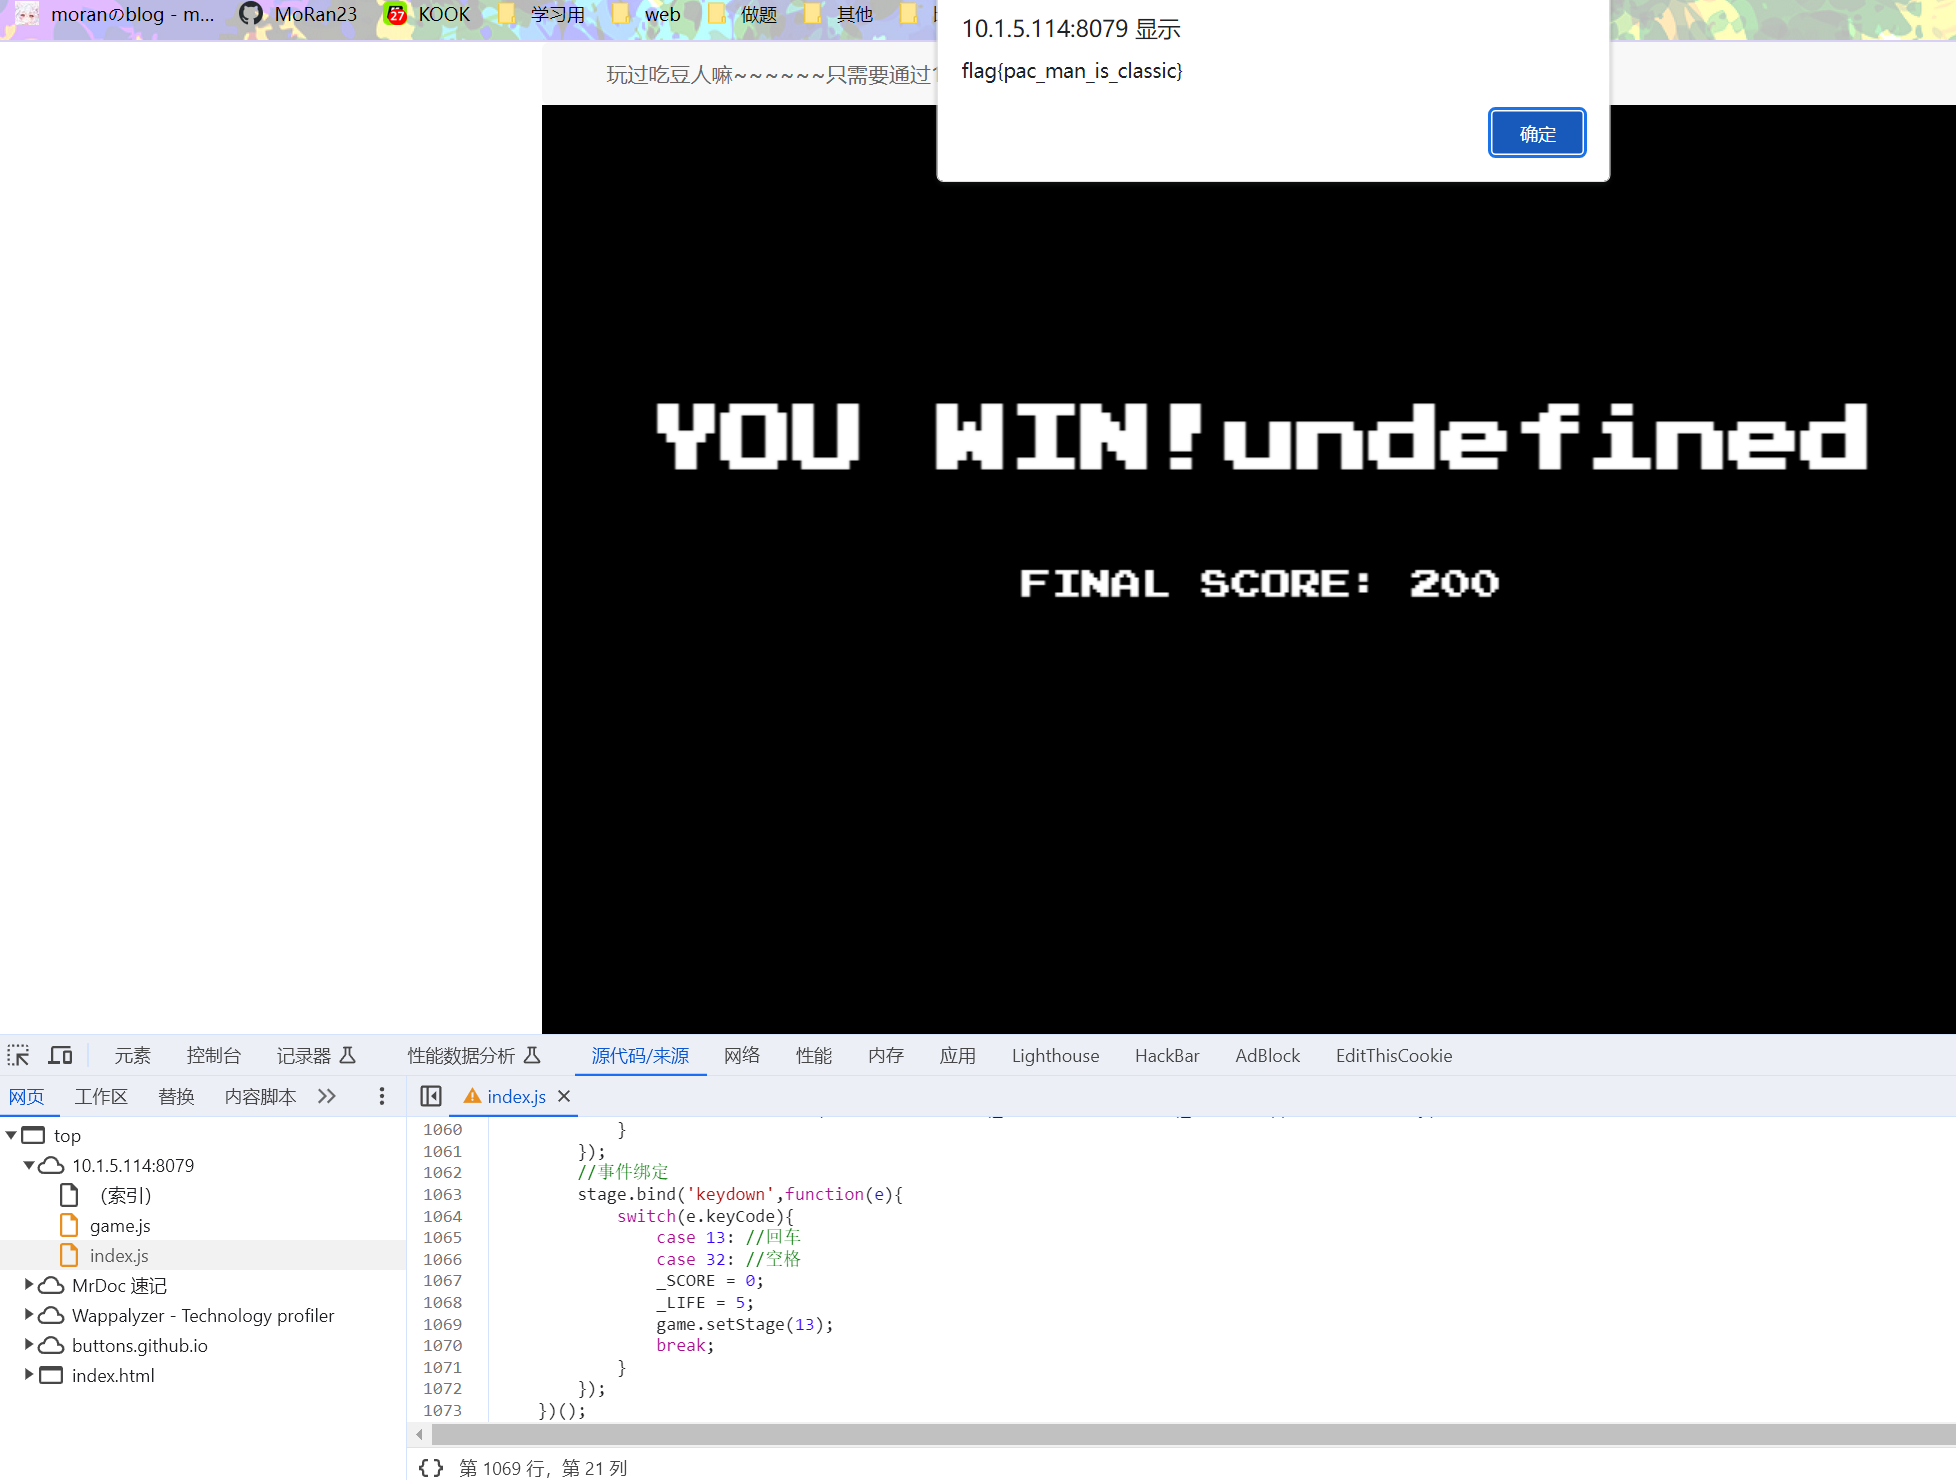 moranのblog - m... MoRan23 KOOK 学习用 web 做题 其他
10.1.5.114:8079 显示
flag{pac_man_is_classic}
确定
玩过吃豆人嘛~~~~~~只需要通过
YOU WIN!undefined
FINAL SCORE: 200
元素 控制台 记录器 性能数据分析 源代码/来源 网络 性能 内存 应用 Lighthouse HackBar AdBlock EditThisCookie
网页 工作区 替换 内容脚本 index.js
top
10.1.5.114:8079
（索引）
game.js
index.js
MrDoc 速记
Wappalyzer - Technology profiler
buttons.github.io
index.html
1060 }
1061 });
1062 //事件绑定
1063 stage.bind('keydown',function(e){
1064 switch(e.keyCode){
1065 case 13: //回车
1066 case 32: //空格
1067 _SCORE = 0;
1068 _LIFE = 5;
1069 game.setStage(13);
1070 break;
1071 }
1072 });
1073 })();
{} 第 1069 行，第 21 列